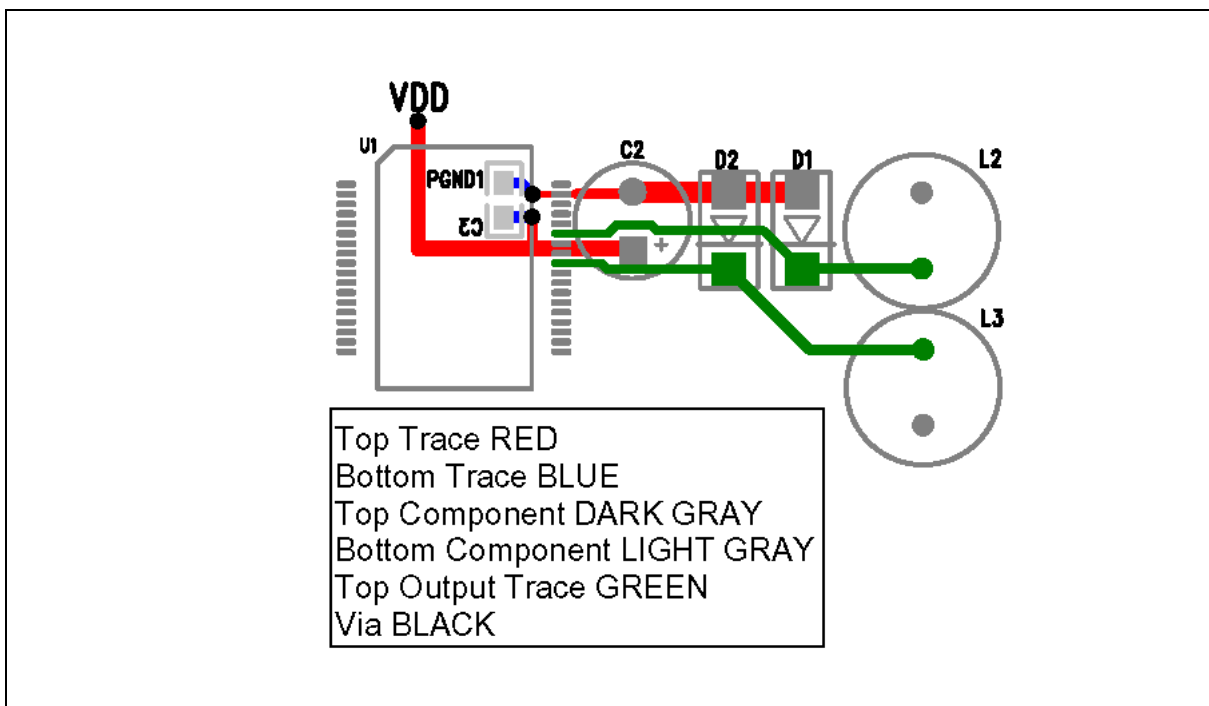 VDD
U1
C2
D2
D1
L2
PGND1
C3
+
L3
Top Trace RED
Bottom Trace BLUE
Top Component DARK GRAY
Bottom Component LIGHT GRAY
Top Output Trace GREEN
Via BLACK